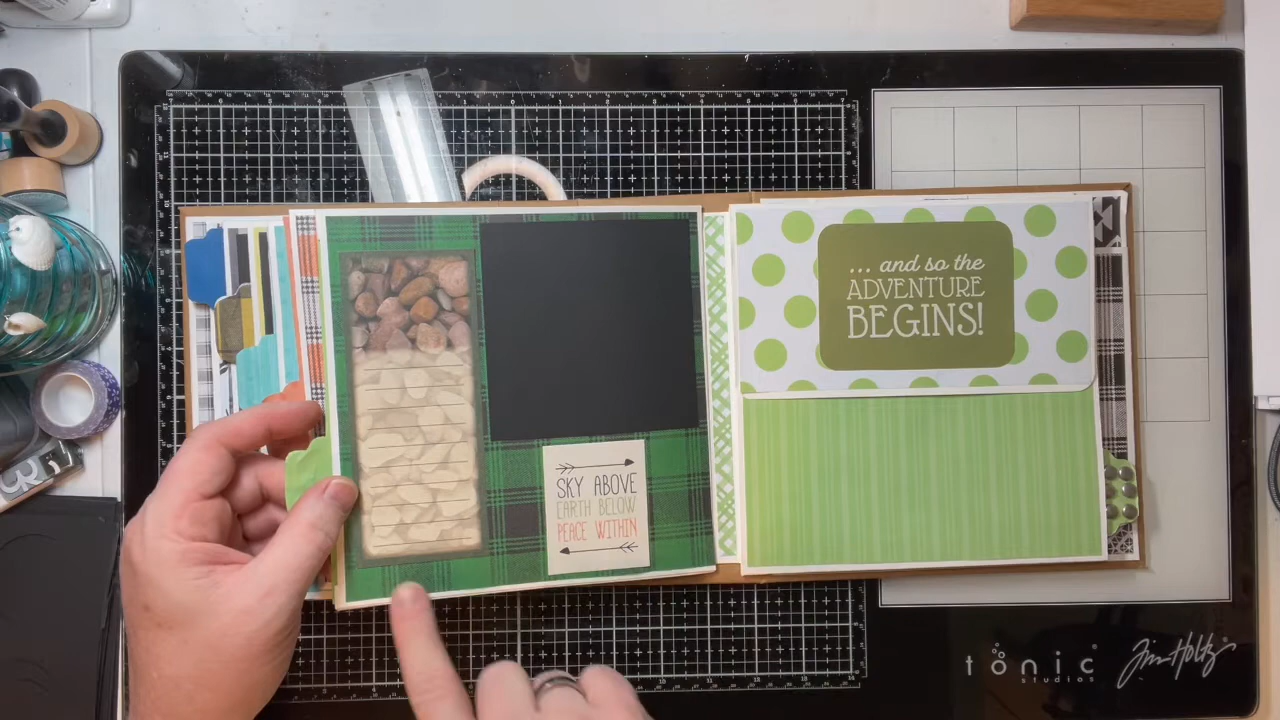 ... and so the
ADVENTURE
BEGINS!
SKY ABOVE
EARTH BELOW
PEACE WITHIN
tonic
studios
Tim Holtz